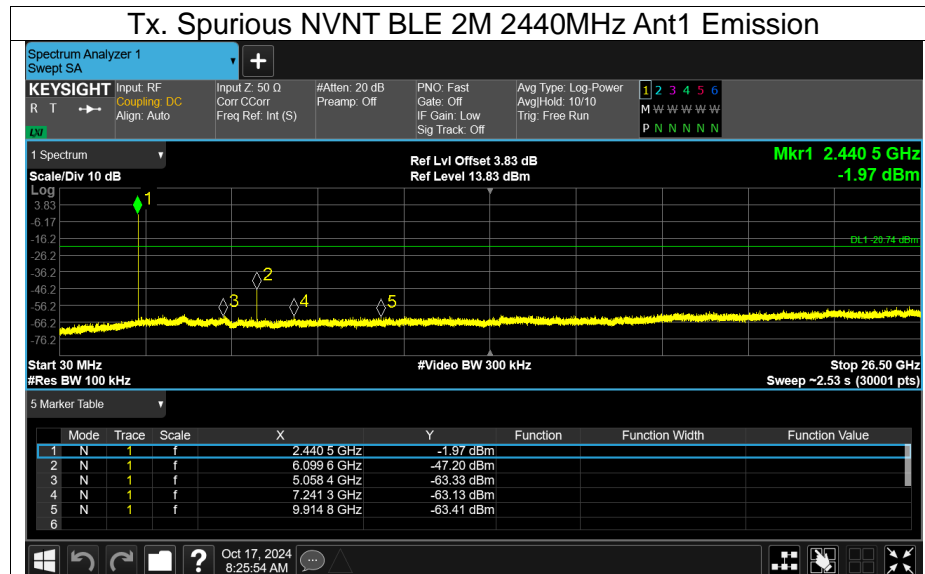 Tx. Spurious NVNT BLE 2M 2440MHz Ant1 Emission
Spectrum Analyzer 1
Swept SA
+
KEYSIGHT Input: RF Input Z: 50 Ω #Atten: 20 dB PNO: Fast Avg Type: Log-Power 1 2 3 4 5 6
R T Coupling: DC Corr CCorr Preamp: Off Gate: Off Avg|Hold: 10/10 M W W W W W
Align: Auto Freq Ref: Int (S) IF Gain: Low Trig: Free Run
LXI Sig Track: Off P N N N N N
1 Spectrum Ref Lvl Offset 3.83 dB Mkr1 2.440 5 GHz
Scale/Div 10 dB Ref Level 13.83 dBm -1.97 dBm
Log
3.83 1
-6.17
-16.2 DL1 -20.74 dBm
-26.2
-36.2 2
-46.2
-56.2 3 4 5
-66.2
-76.2
Start 30 MHz #Video BW 300 kHz Stop 26.50 GHz
#Res BW 100 kHz Sweep ~2.53 s (30001 pts)
5 Marker Table
Mode Trace Scale X Y Function Function Width Function Value
1 N 1 f 2.440 5 GHz -1.97 dBm
2 N 1 f 6.099 6 GHz -47.20 dBm
3 N 1 f 5.058 4 GHz -63.33 dBm
4 N 1 f 7.241 3 GHz -63.13 dBm
5 N 1 f 9.914 8 GHz -63.41 dBm
6
? Oct 17, 2024
8:25:54 AM